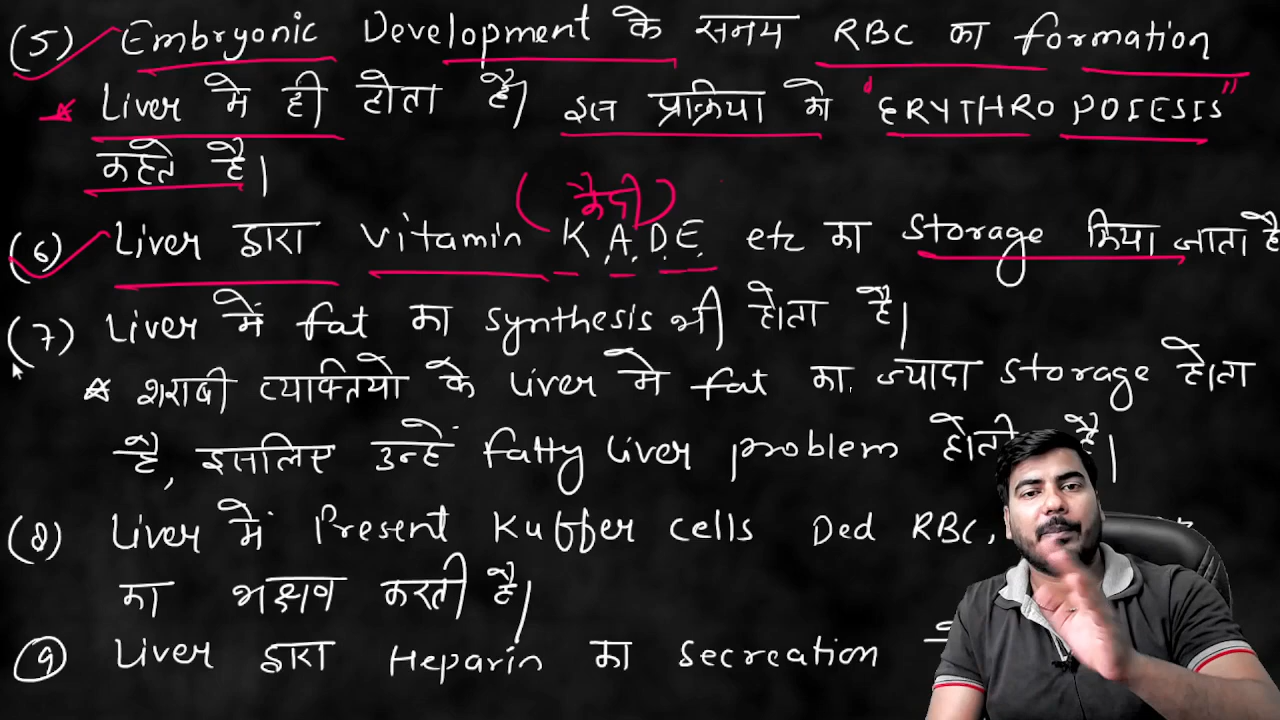 (5) Embryonic Development के समय RBC का formation
* Liver में ही होता है। इस प्रक्रिया को "ERYTHRO POIESIS"
कहते है।
(कैदी)
(6) Liver द्वारा Vitamin K A D E etc का Storage किया जाता है
(7) Liver में fat का synthesis भी होता है।
* शराबी व्यक्तियो के Liver में fat का ज्यादा storage होता
है, इसलिए उन्हें fatty Liver problem होती है।
(8) Liver में Present Kuffer cells Ded RBC,
का भक्षण करती है।
(9) Liver द्वारा Heparin का Secreation